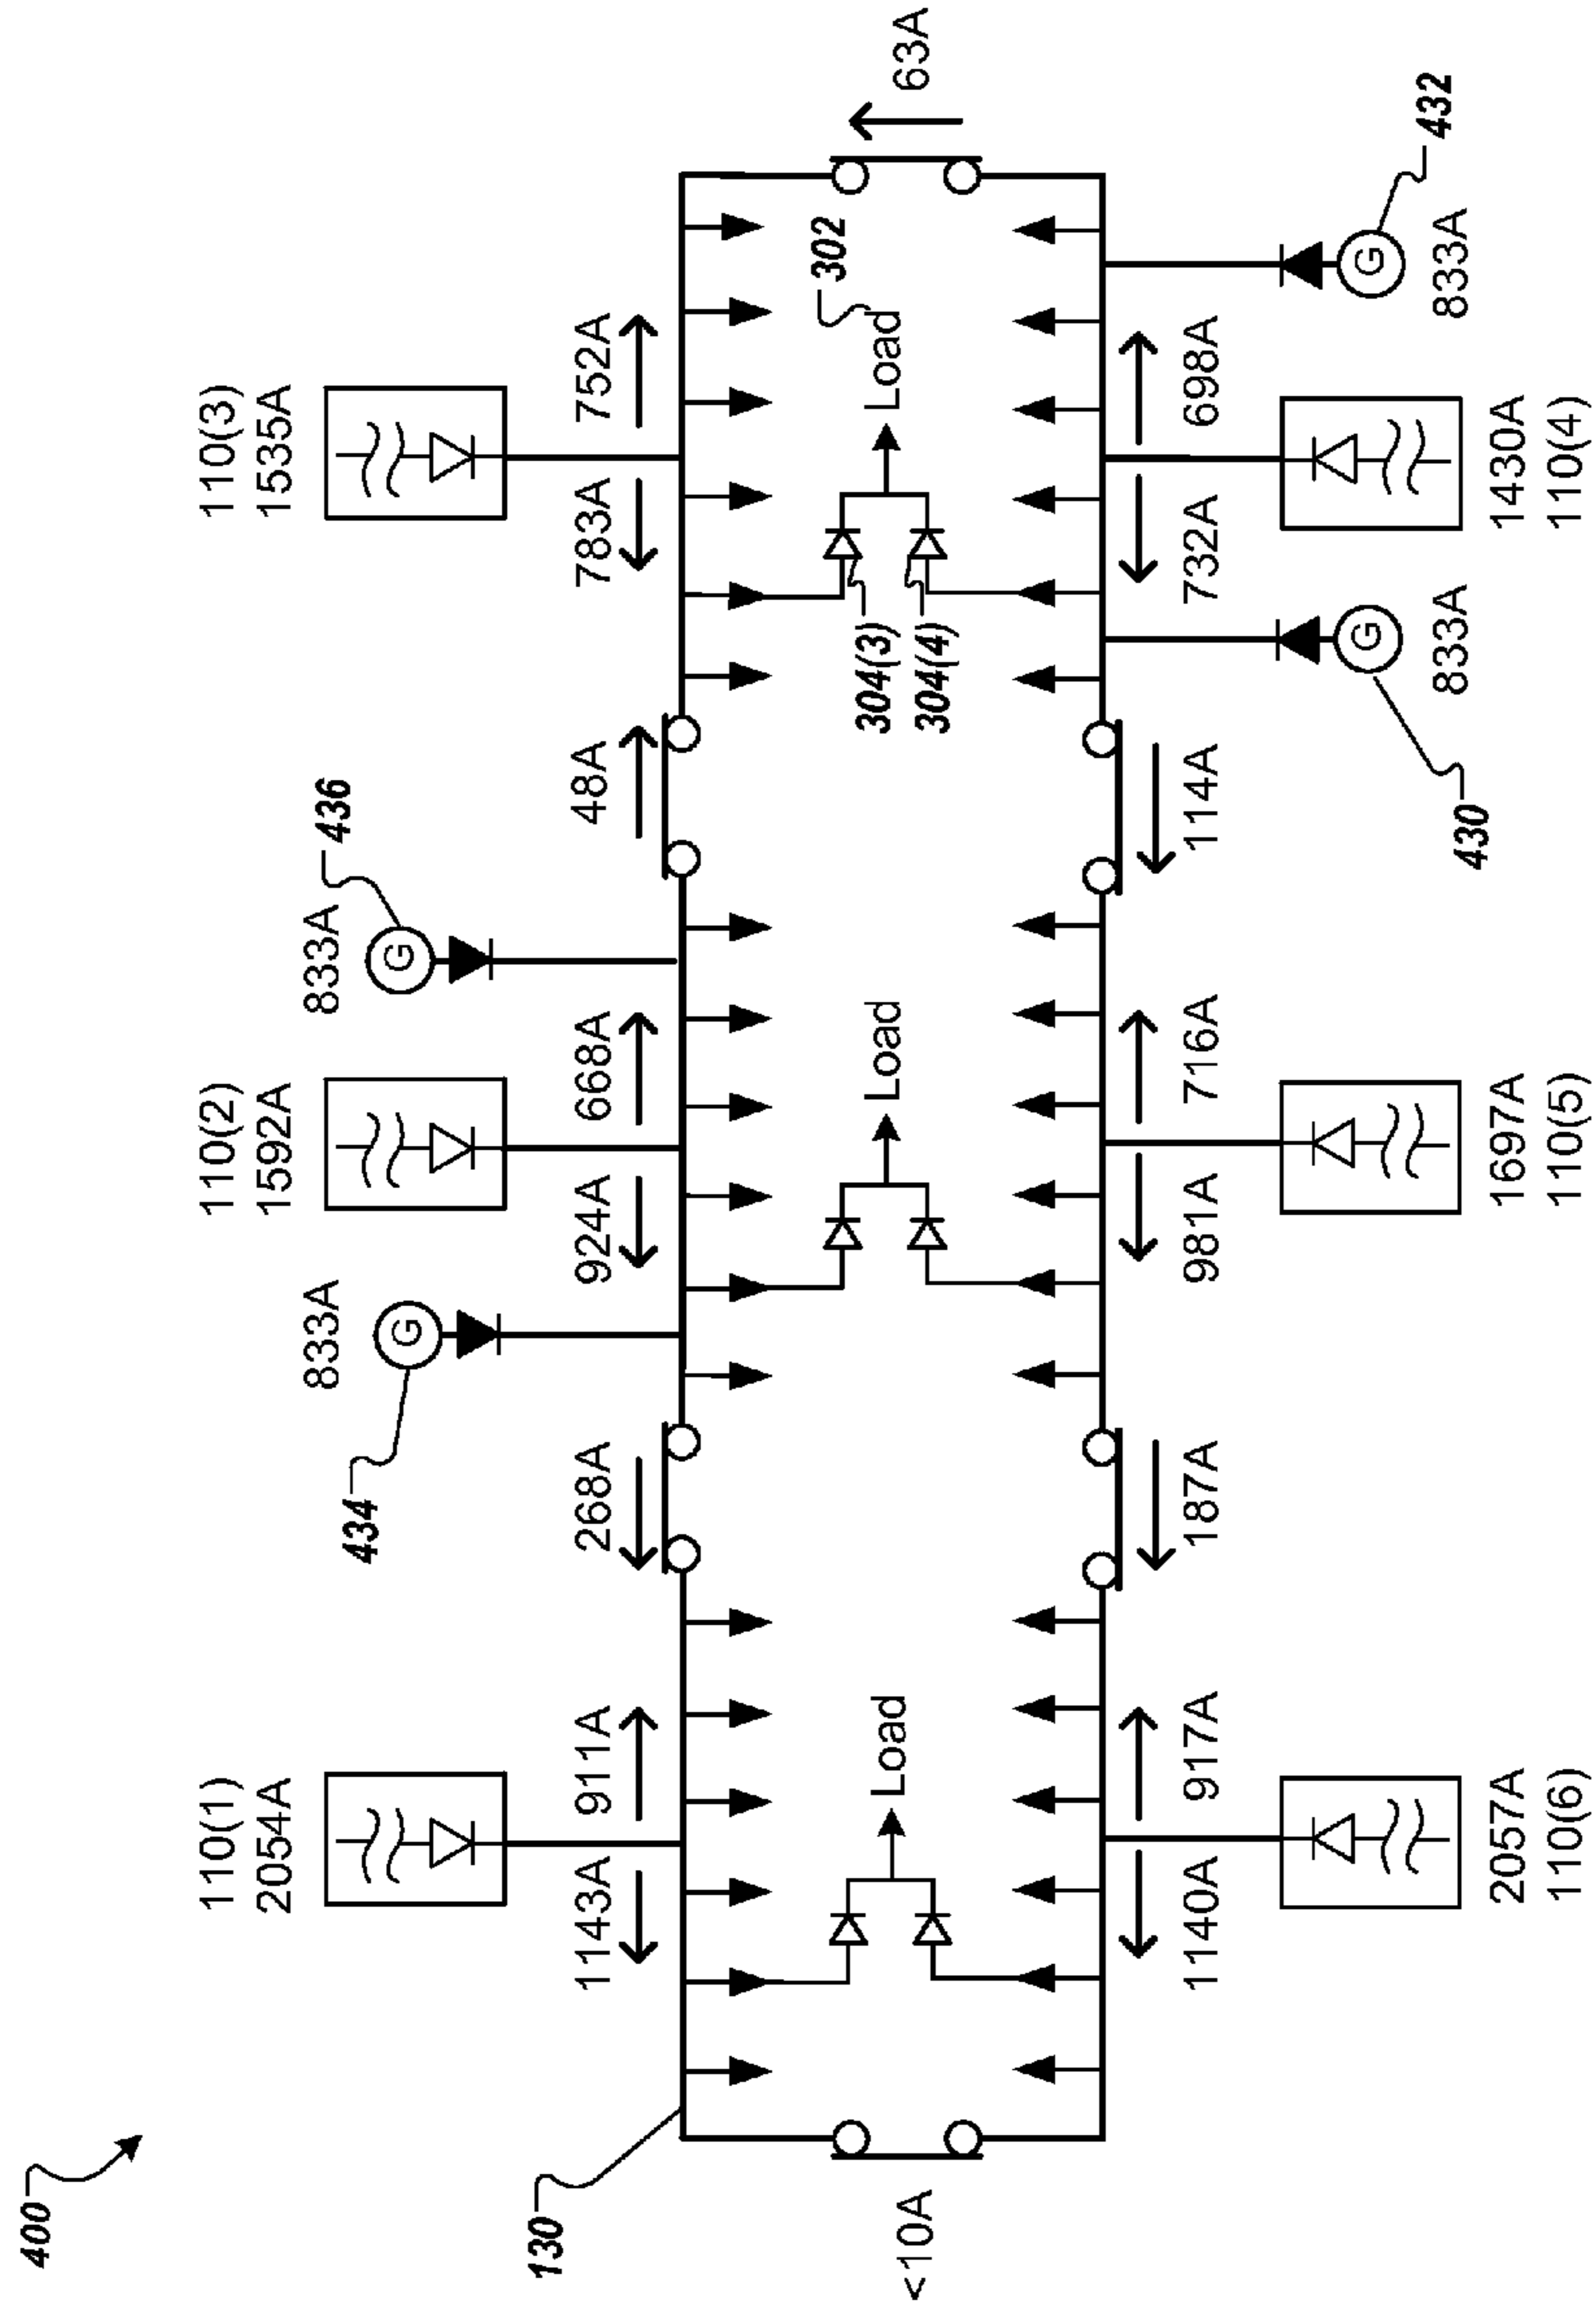 400
110(1)
2054A
110(2)
1592A
110(3)
1535A
434
833A
833A
436
1143A
911A
268A
924A
668A
48A
783A
752A
130
<10A
Load
G
Load
G
304(3)
304(4)
Load
302
63A
1140A
917A
187A
981A
716A
114A
732A
698A
G
G
430
833A
833A
432
2057A
110(6)
1697A
110(5)
1430A
110(4)